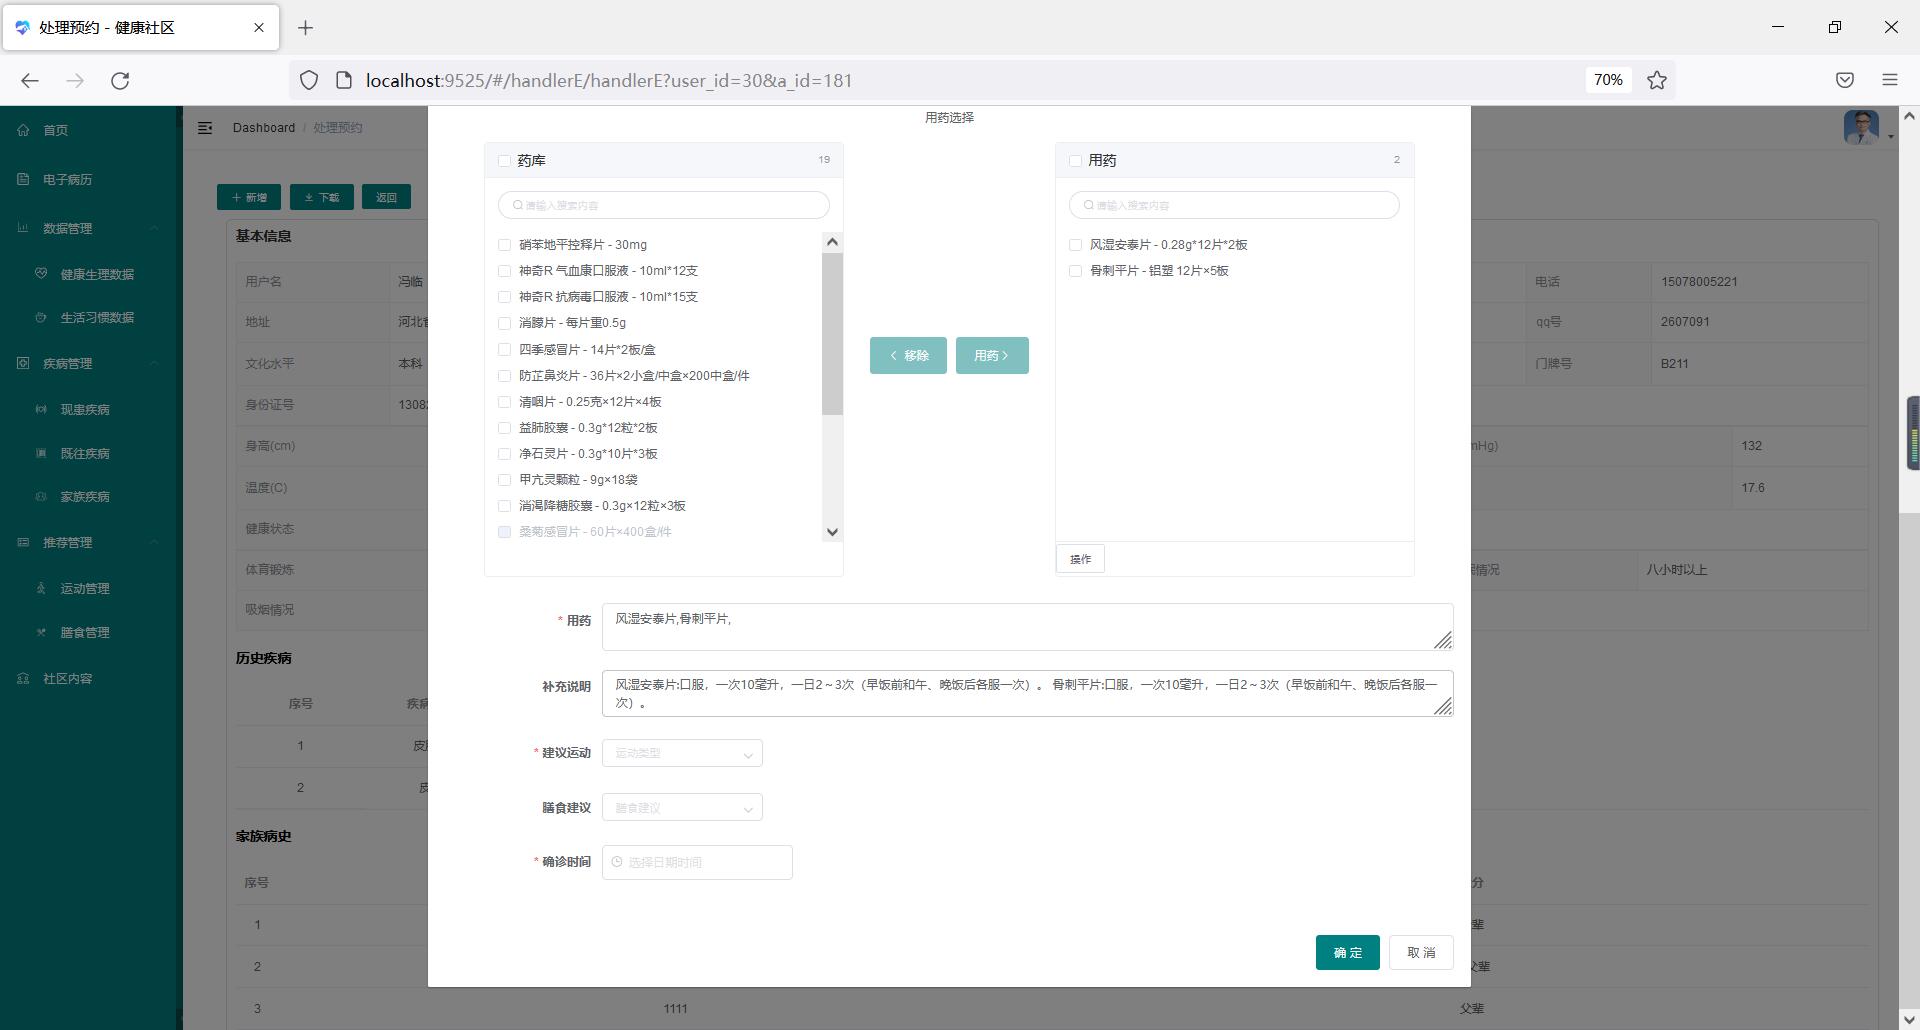 处理预约 - 健康社区
localhost:9525/#/handlerE/handlerE?user_id=30&a_id=181
70%
首页
电子病历
数据管理
健康生理数据
生活习惯数据
疾病管理
现患疾病
既往疾病
家族疾病
推荐管理
运动管理
膳食管理
社区内容
Dashboard / 处理预约
新增
下载
返回
基本信息
用户名 冯临
地址 河北省
文化水平 本科
身份证号 1308
身高(cm)
温度(C)
健康状态
体育锻炼
吸烟情况
历史疾病
序号
1
2
家族病史
序号
1
2
3
1111
用药选择
药库 19
请输入搜索内容
硝苯地平控释片 - 30mg
神奇R 气血康口服液 - 10ml*12支
神奇R 抗病毒口服液 - 10ml*15支
消朦片 - 每片重0.5g
四季感冒片 - 14片*2板/盒
防芷鼻炎片 - 36片×2小盒/中盒×200中盒/件
清咽片 - 0.25克×12片×4板
益肺胶囊 - 0.3g*12粒*2板
净石灵片 - 0.3g*10片*3板
甲亢灵颗粒 - 9g×18袋
消渴降糖胶囊 - 0.3g×12粒×3板
桑菊感冒片 - 60片×400盒/件
移除
用药
用药 2
请输入搜索内容
风湿安泰片 - 0.28g*12片*2板
骨刺平片 - 铝塑 12片×5板
操作
* 用药
风湿安泰片,骨刺平片,
补充说明
风湿安泰片:口服，一次10毫升，一日2～3次（早饭前和午、晚饭后各服一次）。 骨刺平片:口服，一次10毫升，一日2～3次（早饭前和午、晚饭后各服一
次）。
* 建议运动
运动类型
膳食建议
膳食建议
* 确诊时间
选择日期时间
确 定
取 消
电话 15078005221
qq号 2607091
门牌号 B211
mHg) 132
17.6
情况 八小时以上
分
辈
父辈
父辈